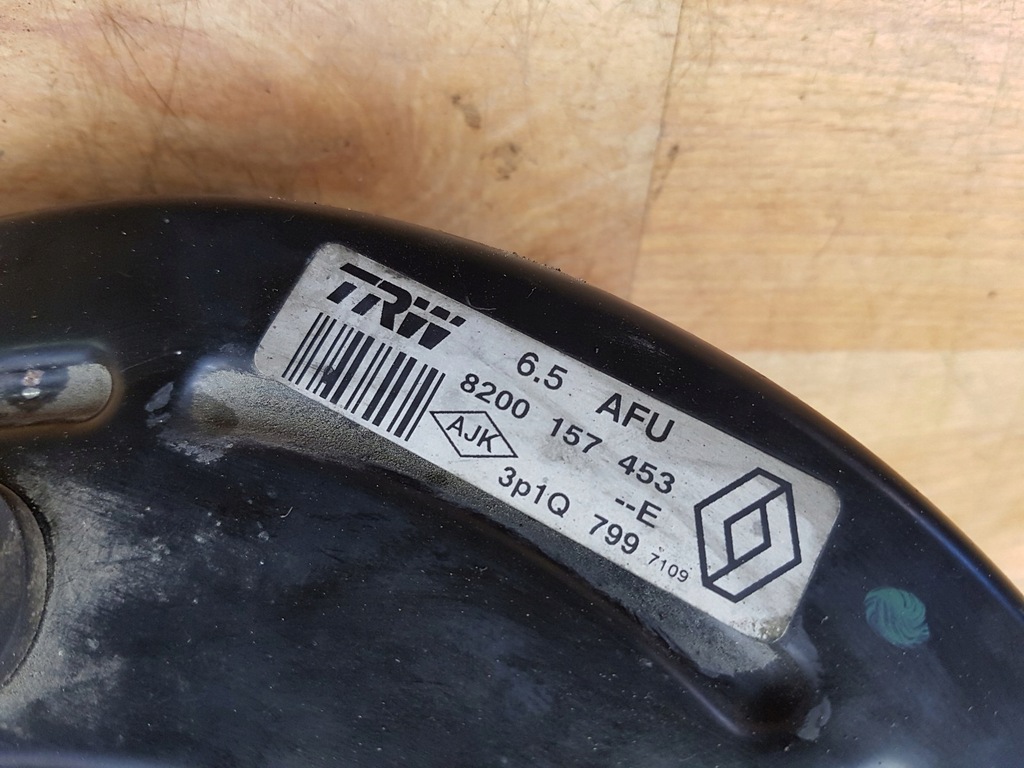 TRW
6.5 AFU
8200 157 453
AJK --E
3p1Q 799 7109